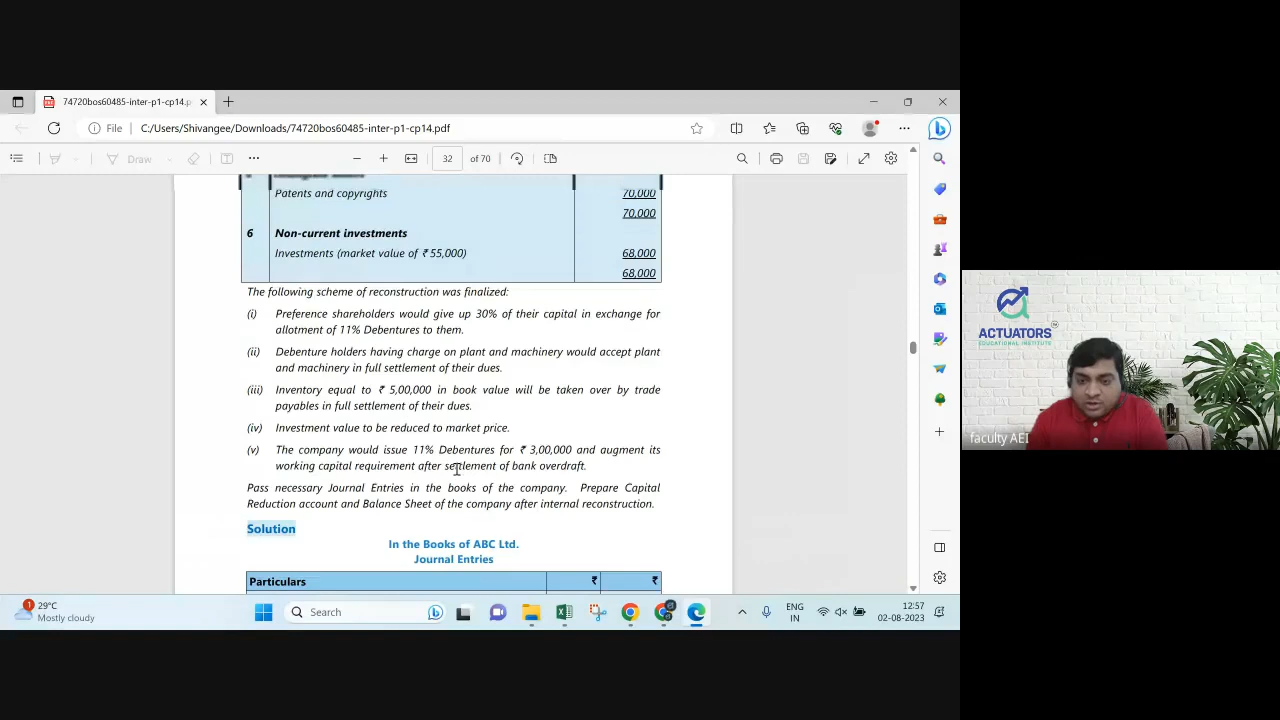 74720bos60485-inter-p1-cp14.p
File
C:/Users/Shivangee/Downloads/74720bos60485-inter-p1-cp14.pdf
Draw
32 of 70
Patents and copyrights 70,000
70,000
6 Non-current investments
Investments (market value of ₹ 55,000) 68,000
68,000
The following scheme of reconstruction was finalized:
(i) Preference shareholders would give up 30% of their capital in exchange for
allotment of 11% Debentures to them.
(ii) Debenture holders having charge on plant and machinery would accept plant
and machinery in full settlement of their dues.
(iii) Inventory equal to ₹ 5,00,000 in book value will be taken over by trade
payables in full settlement of their dues.
(iv) Investment value to be reduced to market price.
(v) The company would issue 11% Debentures for ₹ 3,00,000 and augment its
working capital requirement after settlement of bank overdraft.
Pass necessary Journal Entries in the books of the company. Prepare Capital
Reduction account and Balance Sheet of the company after internal reconstruction.
Solution
In the Books of ABC Ltd.
Journal Entries
Particulars ₹ ₹
ACTUATORS
EDUCATIONAL INSTITUTE
faculty AEI
1
29°C
Mostly cloudy
Search
ENG
IN
12:57
02-08-2023